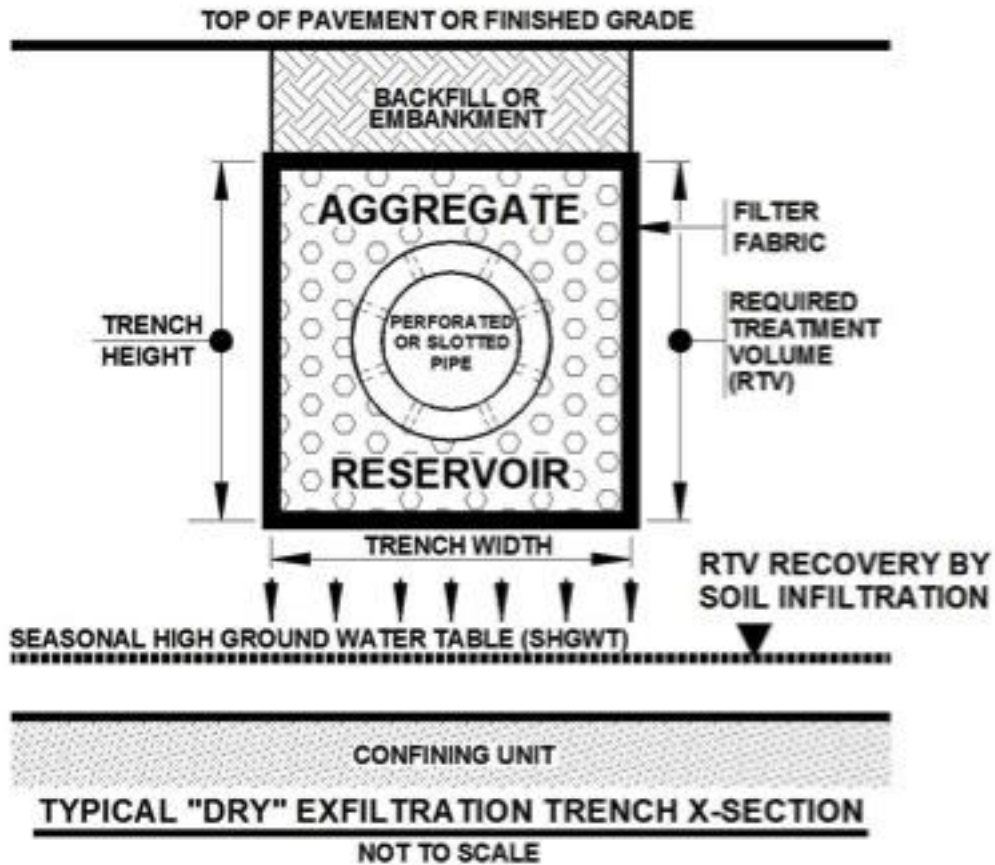 TOP OF PAVEMENT OR FINISHED GRADE
BACKFILL OR
EMBANKMENT
AGGREGATE
FILTER
FABRIC
PERFORATED
OR SLOTTED
PIPE
TRENCH
HEIGHT
REQUIRED
TREATMENT
VOLUME
(RTV)
RESERVOIR
TRENCH WIDTH
RTV RECOVERY BY
SOIL INFILTRATION
SEASONAL HIGH GROUND WATER TABLE (SHGWT)
CONFINING UNIT
TYPICAL "DRY" EXFILTRATION TRENCH X-SECTION
NOT TO SCALE